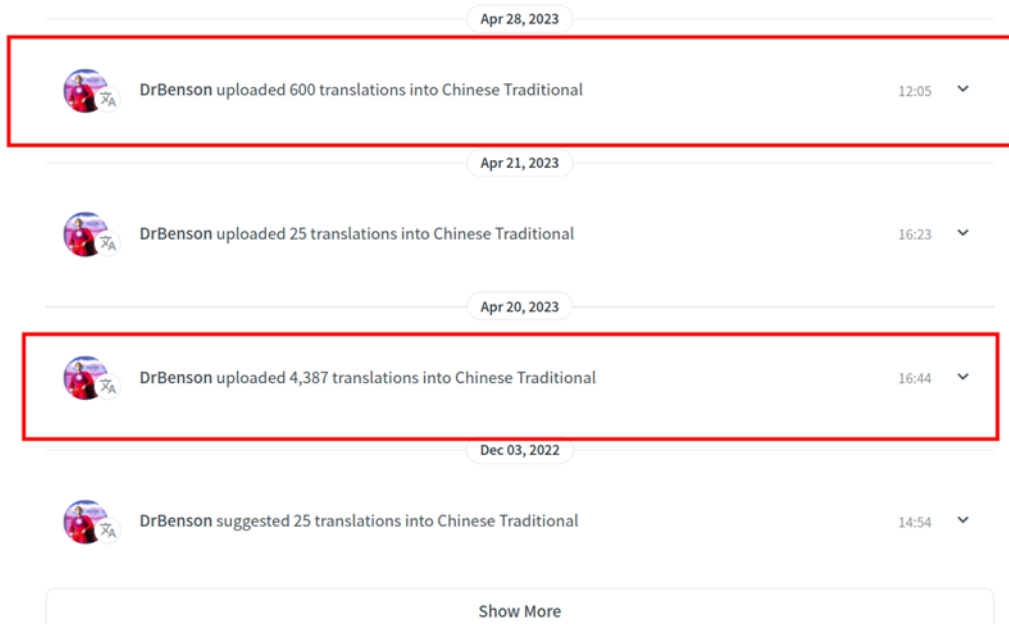 Apr 28, 2023
DrBenson uploaded 600 translations into Chinese Traditional 12:05
Apr 21, 2023
DrBenson uploaded 25 translations into Chinese Traditional 16:23
Apr 20, 2023
DrBenson uploaded 4,387 translations into Chinese Traditional 16:44
Dec 03, 2022
DrBenson suggested 25 translations into Chinese Traditional 14:54
Show More